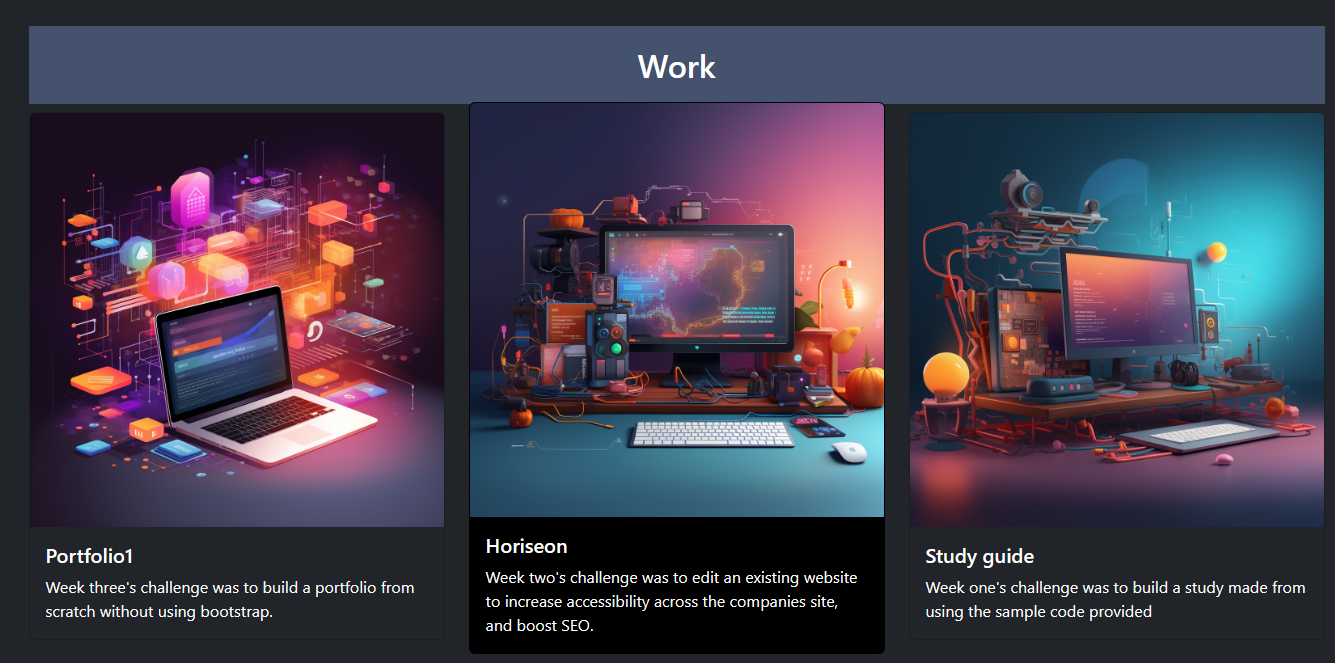 Work
Portfolio1
Week three's challenge was to build a portfolio from
scratch without using bootstrap.
Horiseon
Week two's challenge was to edit an existing website
to increase accessibility across the companies site,
and boost SEO.
Study guide
Week one's challenge was to build a study made from
using the sample code provided